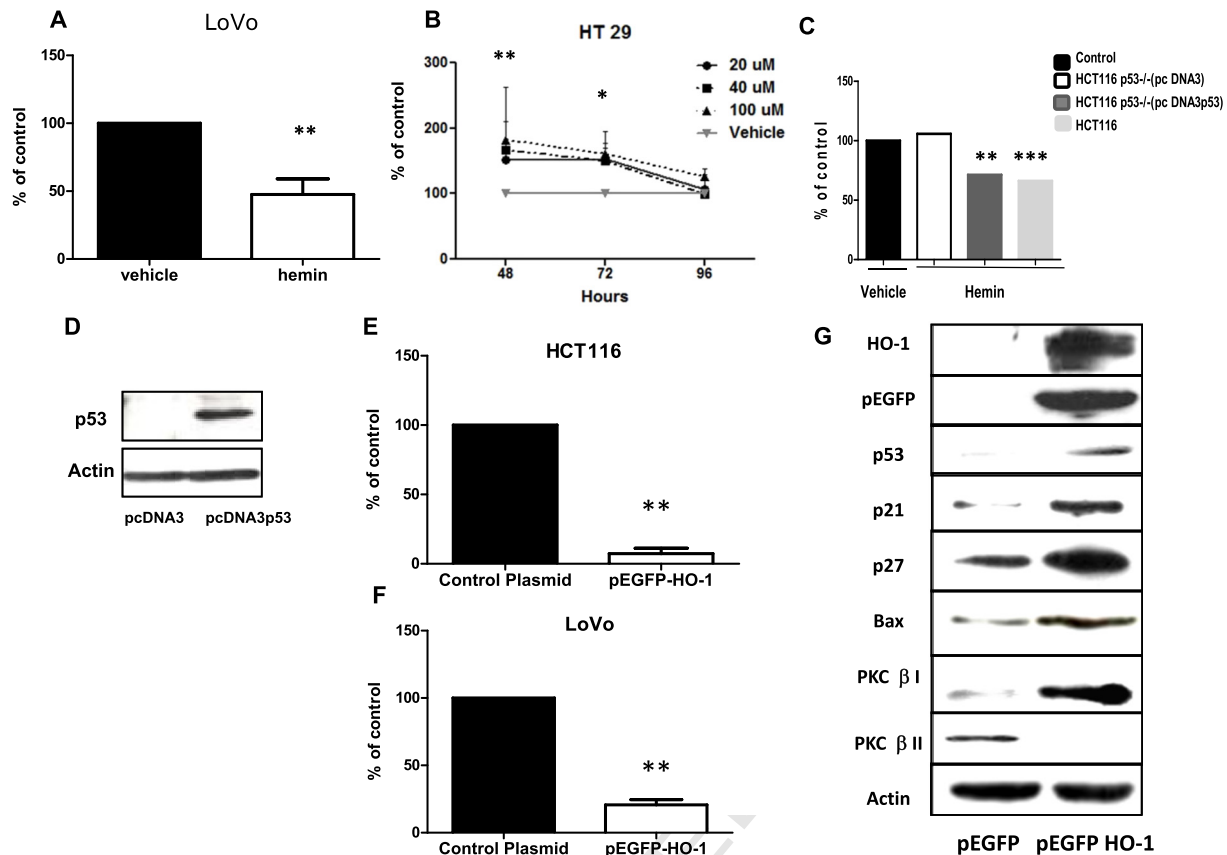 A
LoVo
% of control
150
100
50
0
**
vehicle
hemin
B
HT 29
% of control
300
200
100
0
**
*
20 uM
40 uM
100 uM
Vehicle
48
72
96
Hours
C
% of control
150
100
50
0
**
***
Control
HCT116 p53-/-(pc DNA3)
HCT116 p53-/-(pc DNA3p53)
HCT116
Vehicle
Hemin
D
p53
Actin
pcDNA3
pcDNA3p53
E
HCT116
% of control
150
100
50
0
**
Control Plasmid
pEGFP-HO-1
F
LoVo
% of control
150
100
50
0
**
Control Plasmid
pEGFP-HO-1
G
HO-1
pEGFP
p53
p21
p27
Bax
PKC β I
PKC β II
Actin
pEGFP
pEGFP HO-1